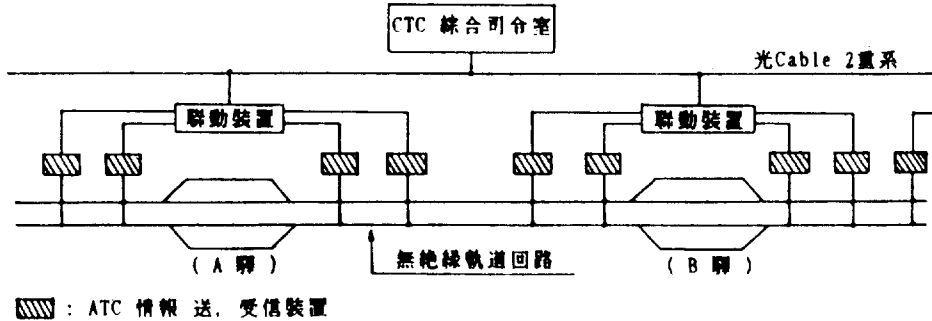 CTC 綜合司令室
光Cable 2重系
聯動裝置
聯動裝置
無絶緣軌道回路
( A 驛 )
( B 驛 )
: ATC 情報 送, 受信裝置